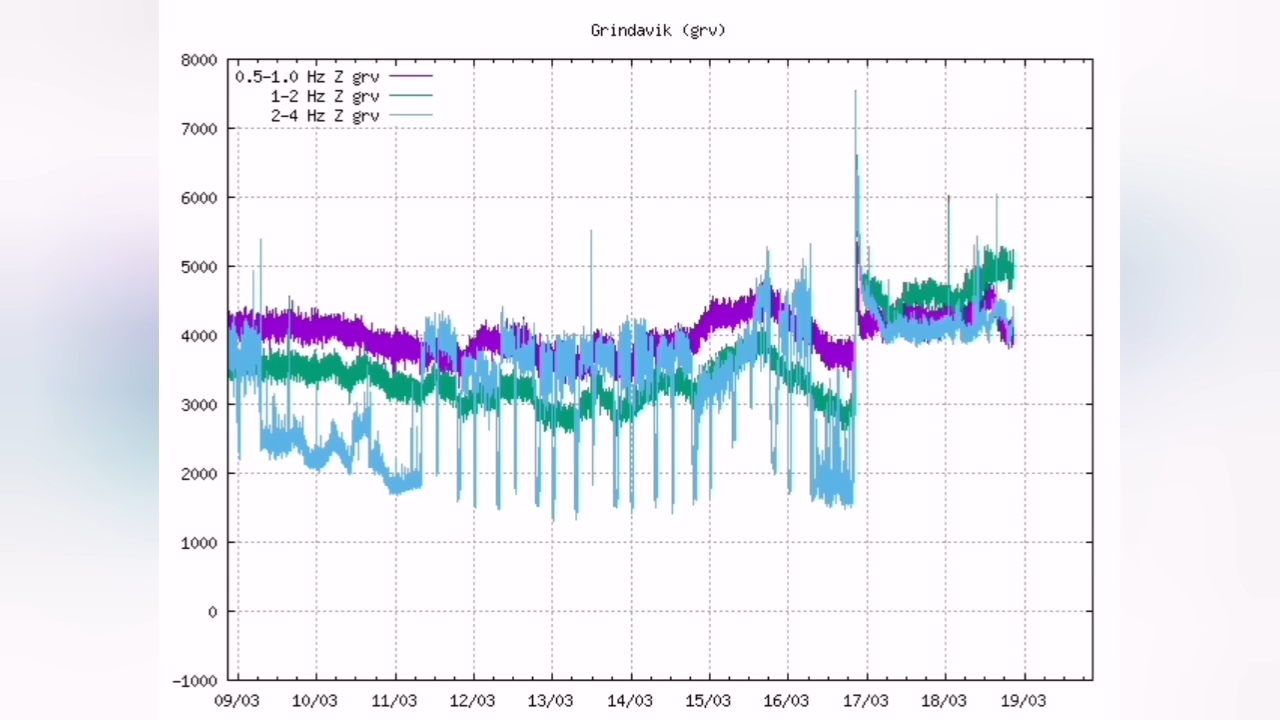 Grindavik (grv)
8000
0.5-1.0 Hz Z grv
1-2 Hz Z grv
2-4 Hz Z grv
7000
6000
5000
4000
3000
2000
1000
0
-1000
09/03 10/03 11/03 12/03 13/03 14/03 15/03 16/03 17/03 18/03 19/03